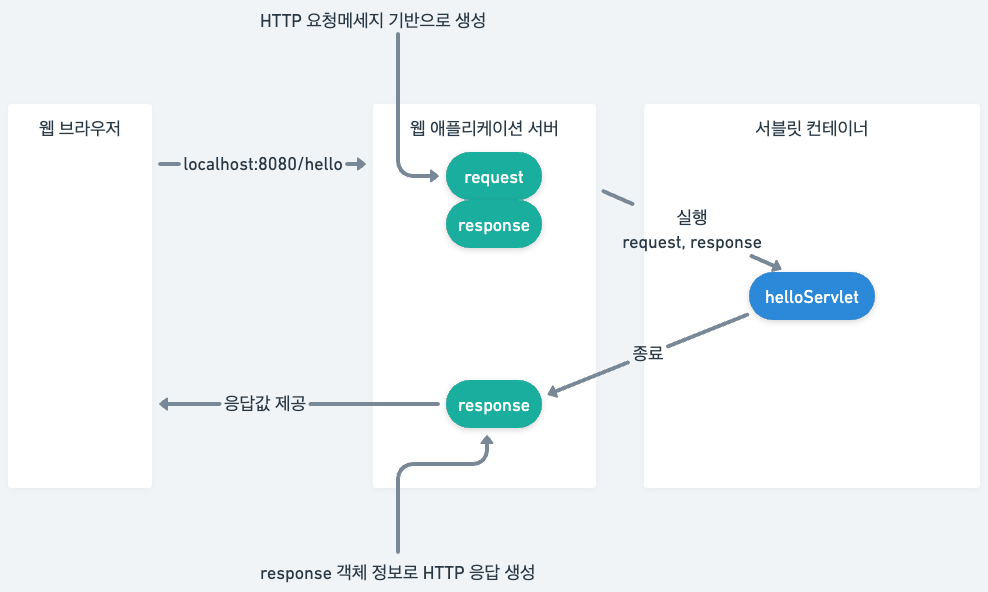 HTTP 요청메세지 기반으로 생성
웹 브라우저
웹 애플리케이션 서버
서블릿 컨테이너
localhost:8080/hello
request
response
실행
request, response
helloServlet
종료
응답값 제공
response
response 객체 정보로 HTTP 응답 생성